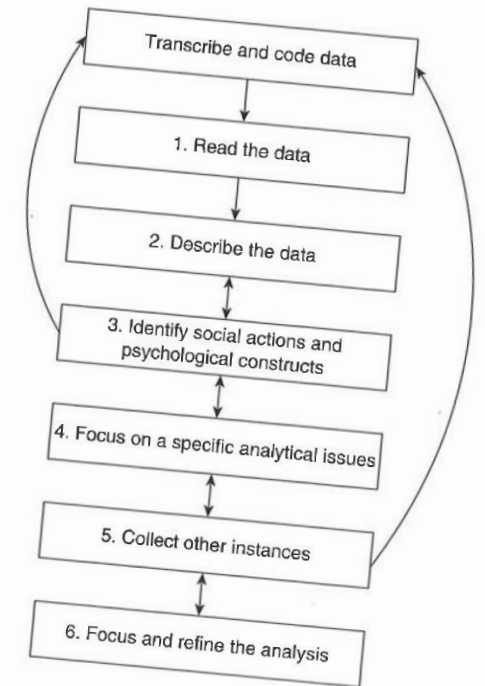 Transcribe and code data
1. Read the data
2. Describe the data
3. Identify social actions and
psychological constructs
4. Focus on a specific analytical issues
5. Collect other instances
6. Focus and refine the analysis